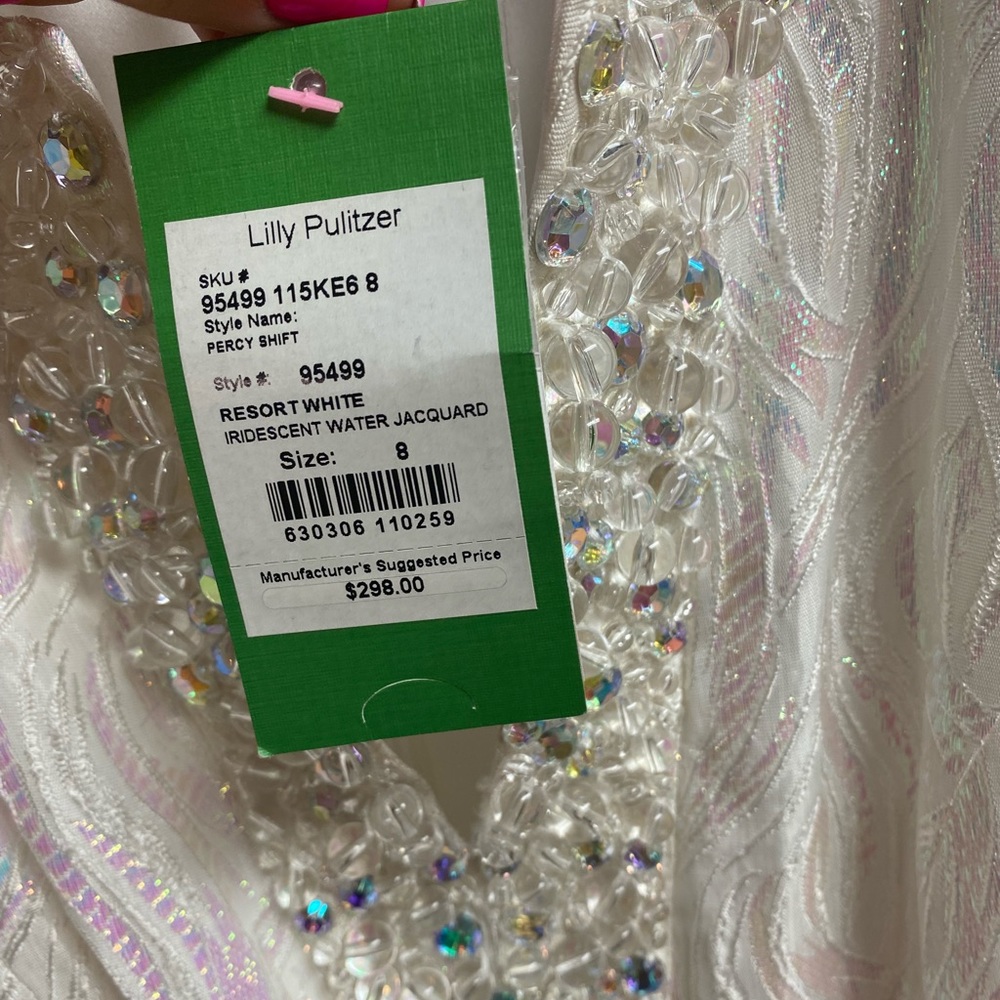 Lilly Pulitzer
SKU #
95499 115KE6 8
Style Name:
PERCY SHIFT
Style #: 95499
RESORT WHITE
IRIDESCENT WATER JACQUARD
Size: 8
630306 110259
Manufacturer's Suggested Price
$298.00